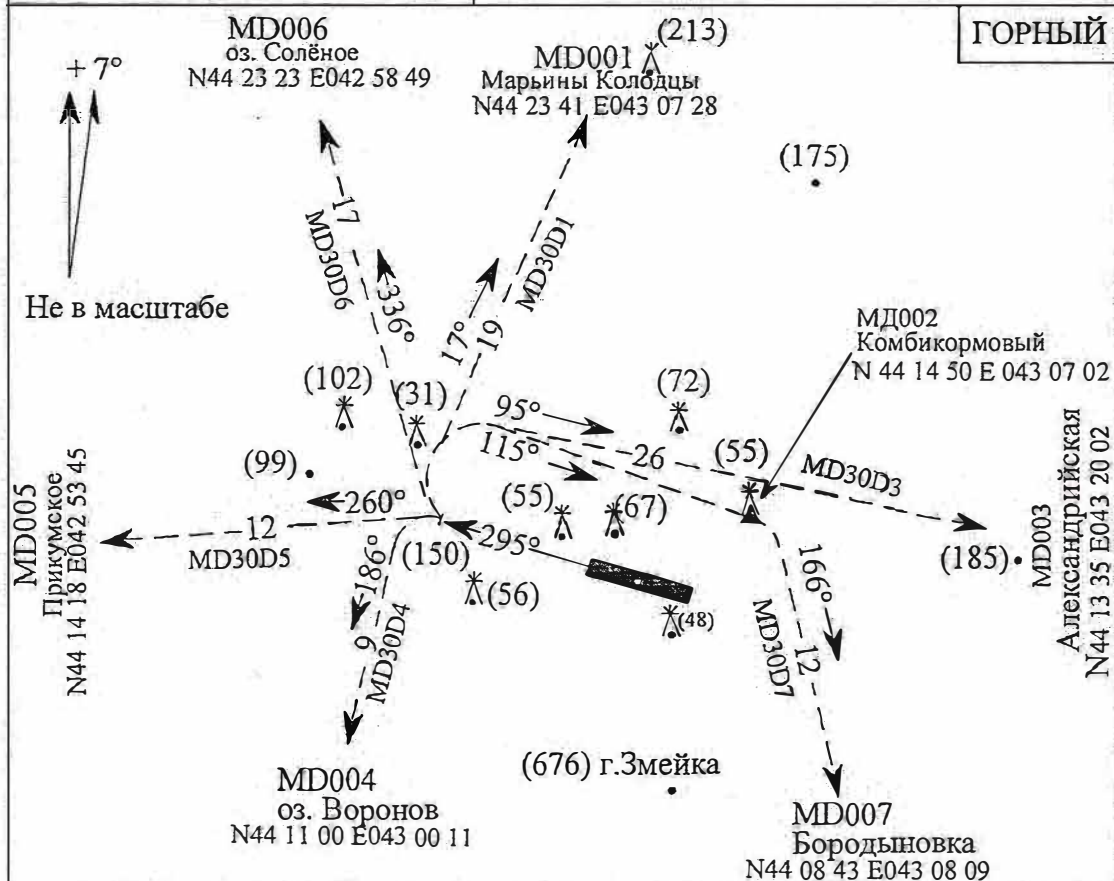 MD006
оз. Солёное
N44 23 23 E042 58 49
MD001
Марьины Колодцы
N44 23 41 E043 07 28
(213)
ГОРНЫЙ
+ 7°
Не в масштабе
(175)
17
MD30D6
336°
17°
19
MD30D1
МД002
Комбикормовый
N 44 14 50 E 043 07 02
(102)
(31)
(72)
95°
115°
26
MD30D3
(55)
(99)
(55)
(67)
MD005
Прикумское
N44 14 18 E042 53 45
260°
12
MD30D5
(150)
295°
(56)
(48)
(185)
MD003
Александрийская
N44 13 35 E043 20 02
186°
9
MD30D4
166°
12
MD30D7
(676) г.Змейка
MD004
оз. Воронов
N44 11 00 E043 00 11
MD007
Бородыновка
N44 08 43 E043 08 09